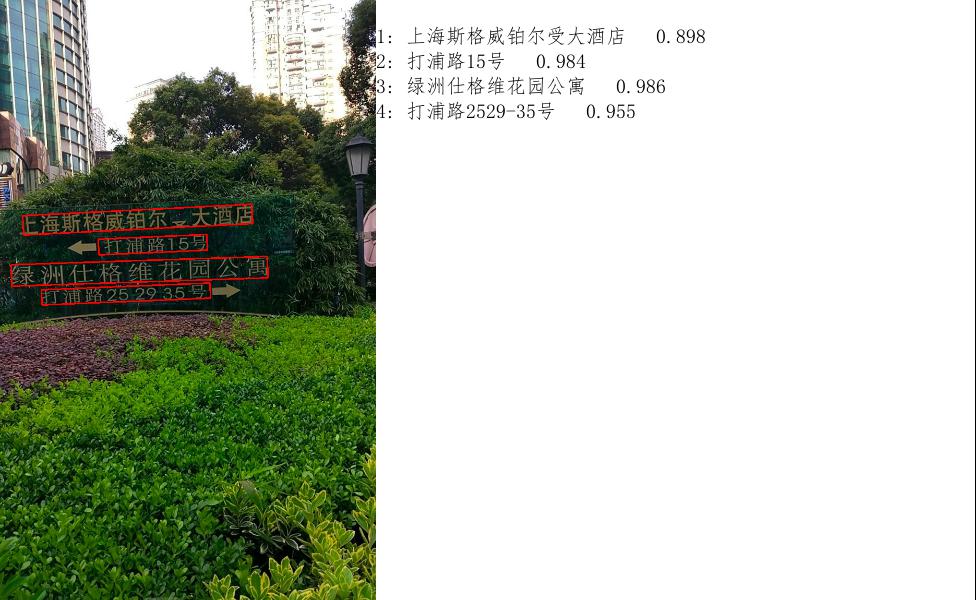 上海斯格威铂尔大酒店
打浦路15号
绿洲仕格维花园公寓
打浦路25 29 35号
1: 上海斯格威铂尔受大酒店 0.898
2: 打浦路15号 0.984
3: 绿洲仕格维花园公寓 0.986
4: 打浦路2529-35号 0.955